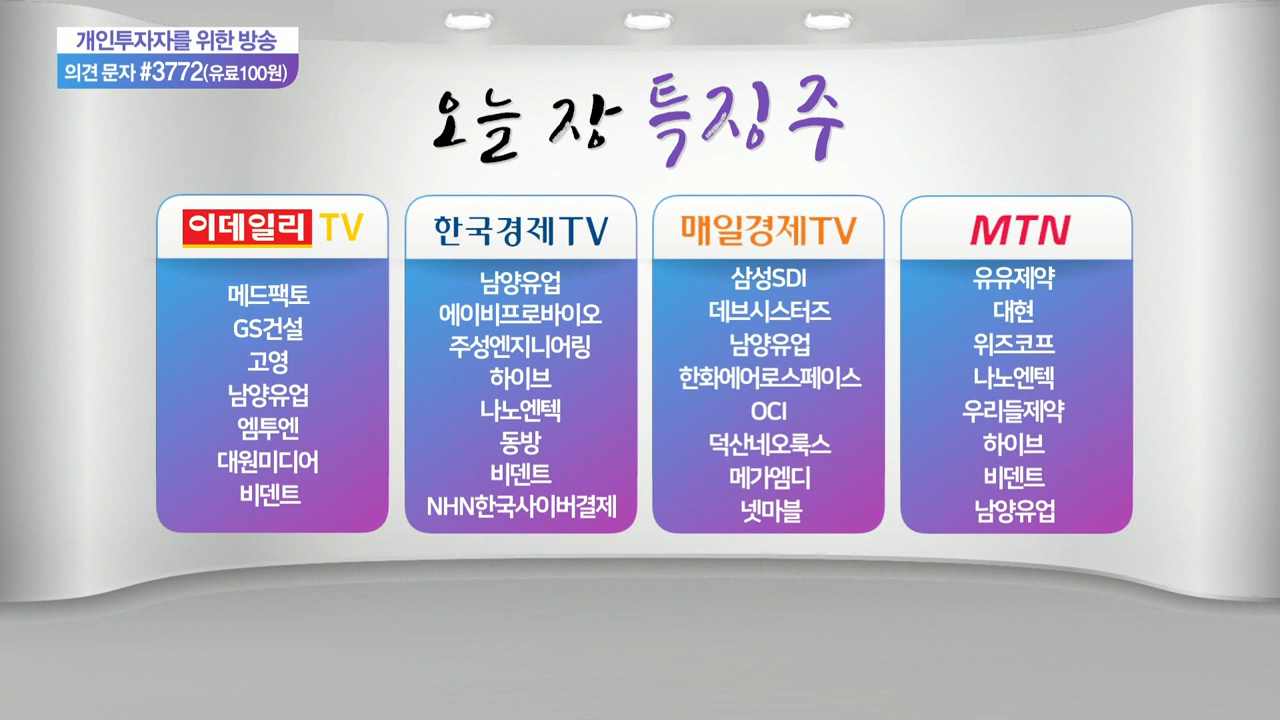 개인투자자를 위한 방송
의견 문자 #3772(유료100원)
오늘 장 특징주
이데일리 TV
메드팩토
GS건설
고영
남양유업
엠투엔
대원미디어
비덴트
한국경제TV
남양유업
에이비프로바이오
주성엔지니어링
하이브
나노엔텍
동방
비덴트
NHN한국사이버결제
매일경제TV
삼성SDI
데브시스터즈
남양유업
한화에어로스페이스
OCI
덕산네오룩스
메가엠디
넷마블
MTN
유유제약
대현
위즈코프
나노엔텍
우리들제약
하이브
비덴트
남양유업